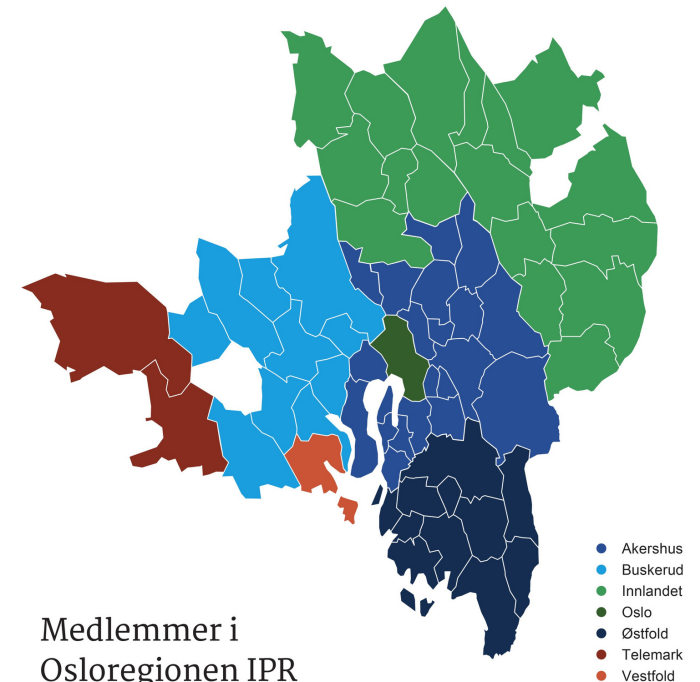 Akershus
Buskerud
Innlandet
Oslo
Østfold
Telemark
Vestfold
Medlemmer i
Osloregionen IPR